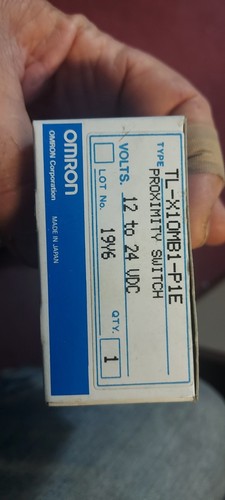 OMRON
OMRON Corporation
MADE IN JAPAN
TYPE TL-X10MB1-P1E
PROXIMITY SWITCH
VOLTS. 12 to 24 VDC
LOT No. 19Y6
QTY. 1